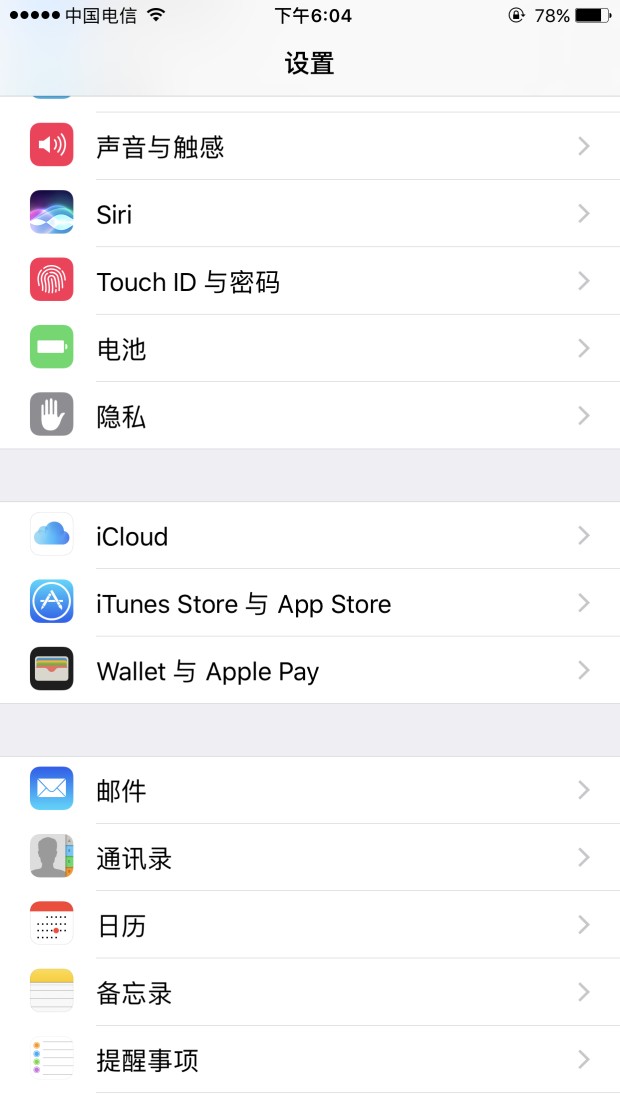 中国电信 下午6:04 78%
设置
声音与触感
Siri
Touch ID 与密码
电池
隐私
iCloud
iTunes Store 与 App Store
Wallet 与 Apple Pay
邮件
通讯录
日历
备忘录
提醒事项